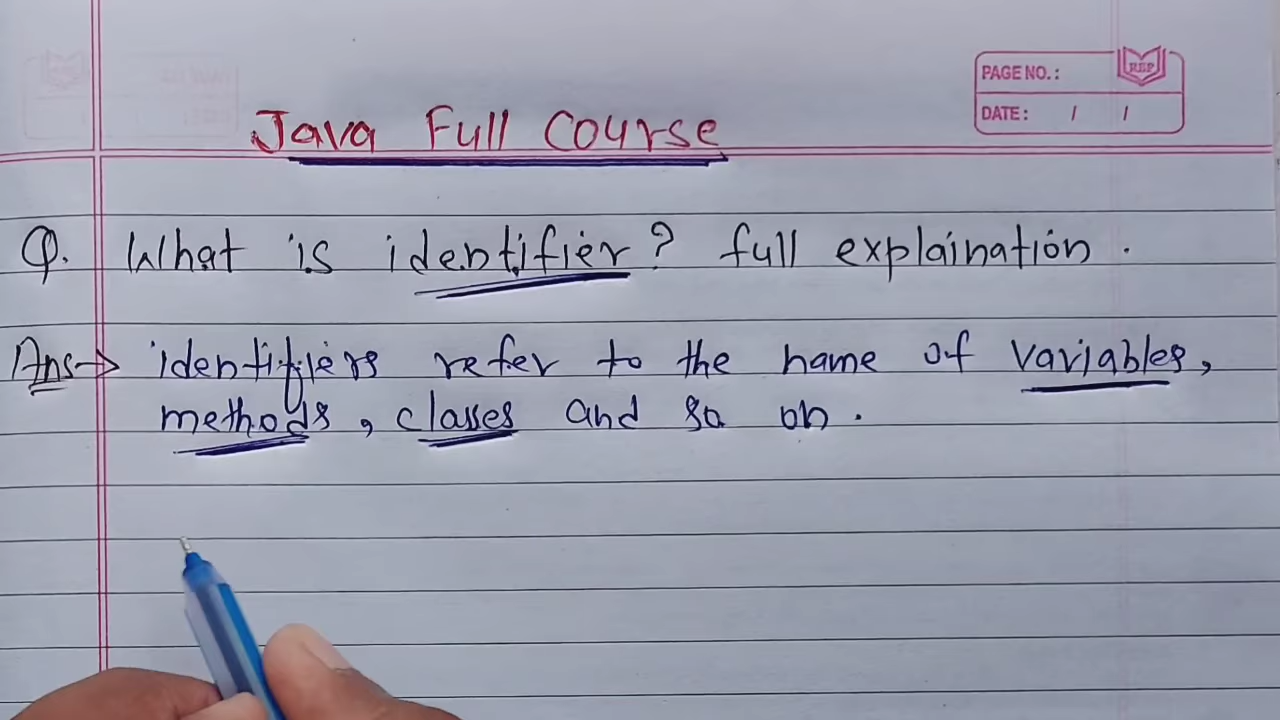 PAGE NO.:
REP
DATE: / /
Java Full Course
Q. What is identifier? full explaination.
Ans→ identifiers refer to the name of variables,
methods, classes and so on.